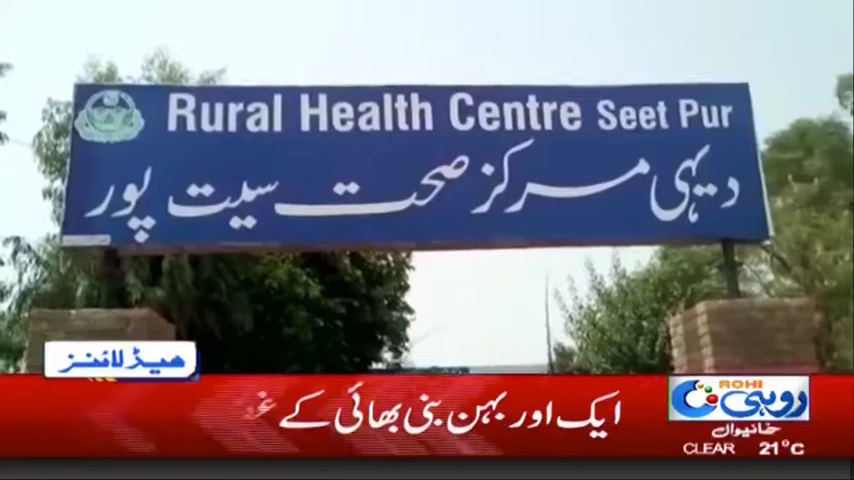 Rural Health Centre Seet Pur
دیہی مرکز صحت سیت پور
ہیڈلائنز
ایک اور بہن بنی بھائی کے
ROHI
روہی
خانیوال
CLEAR 21°C